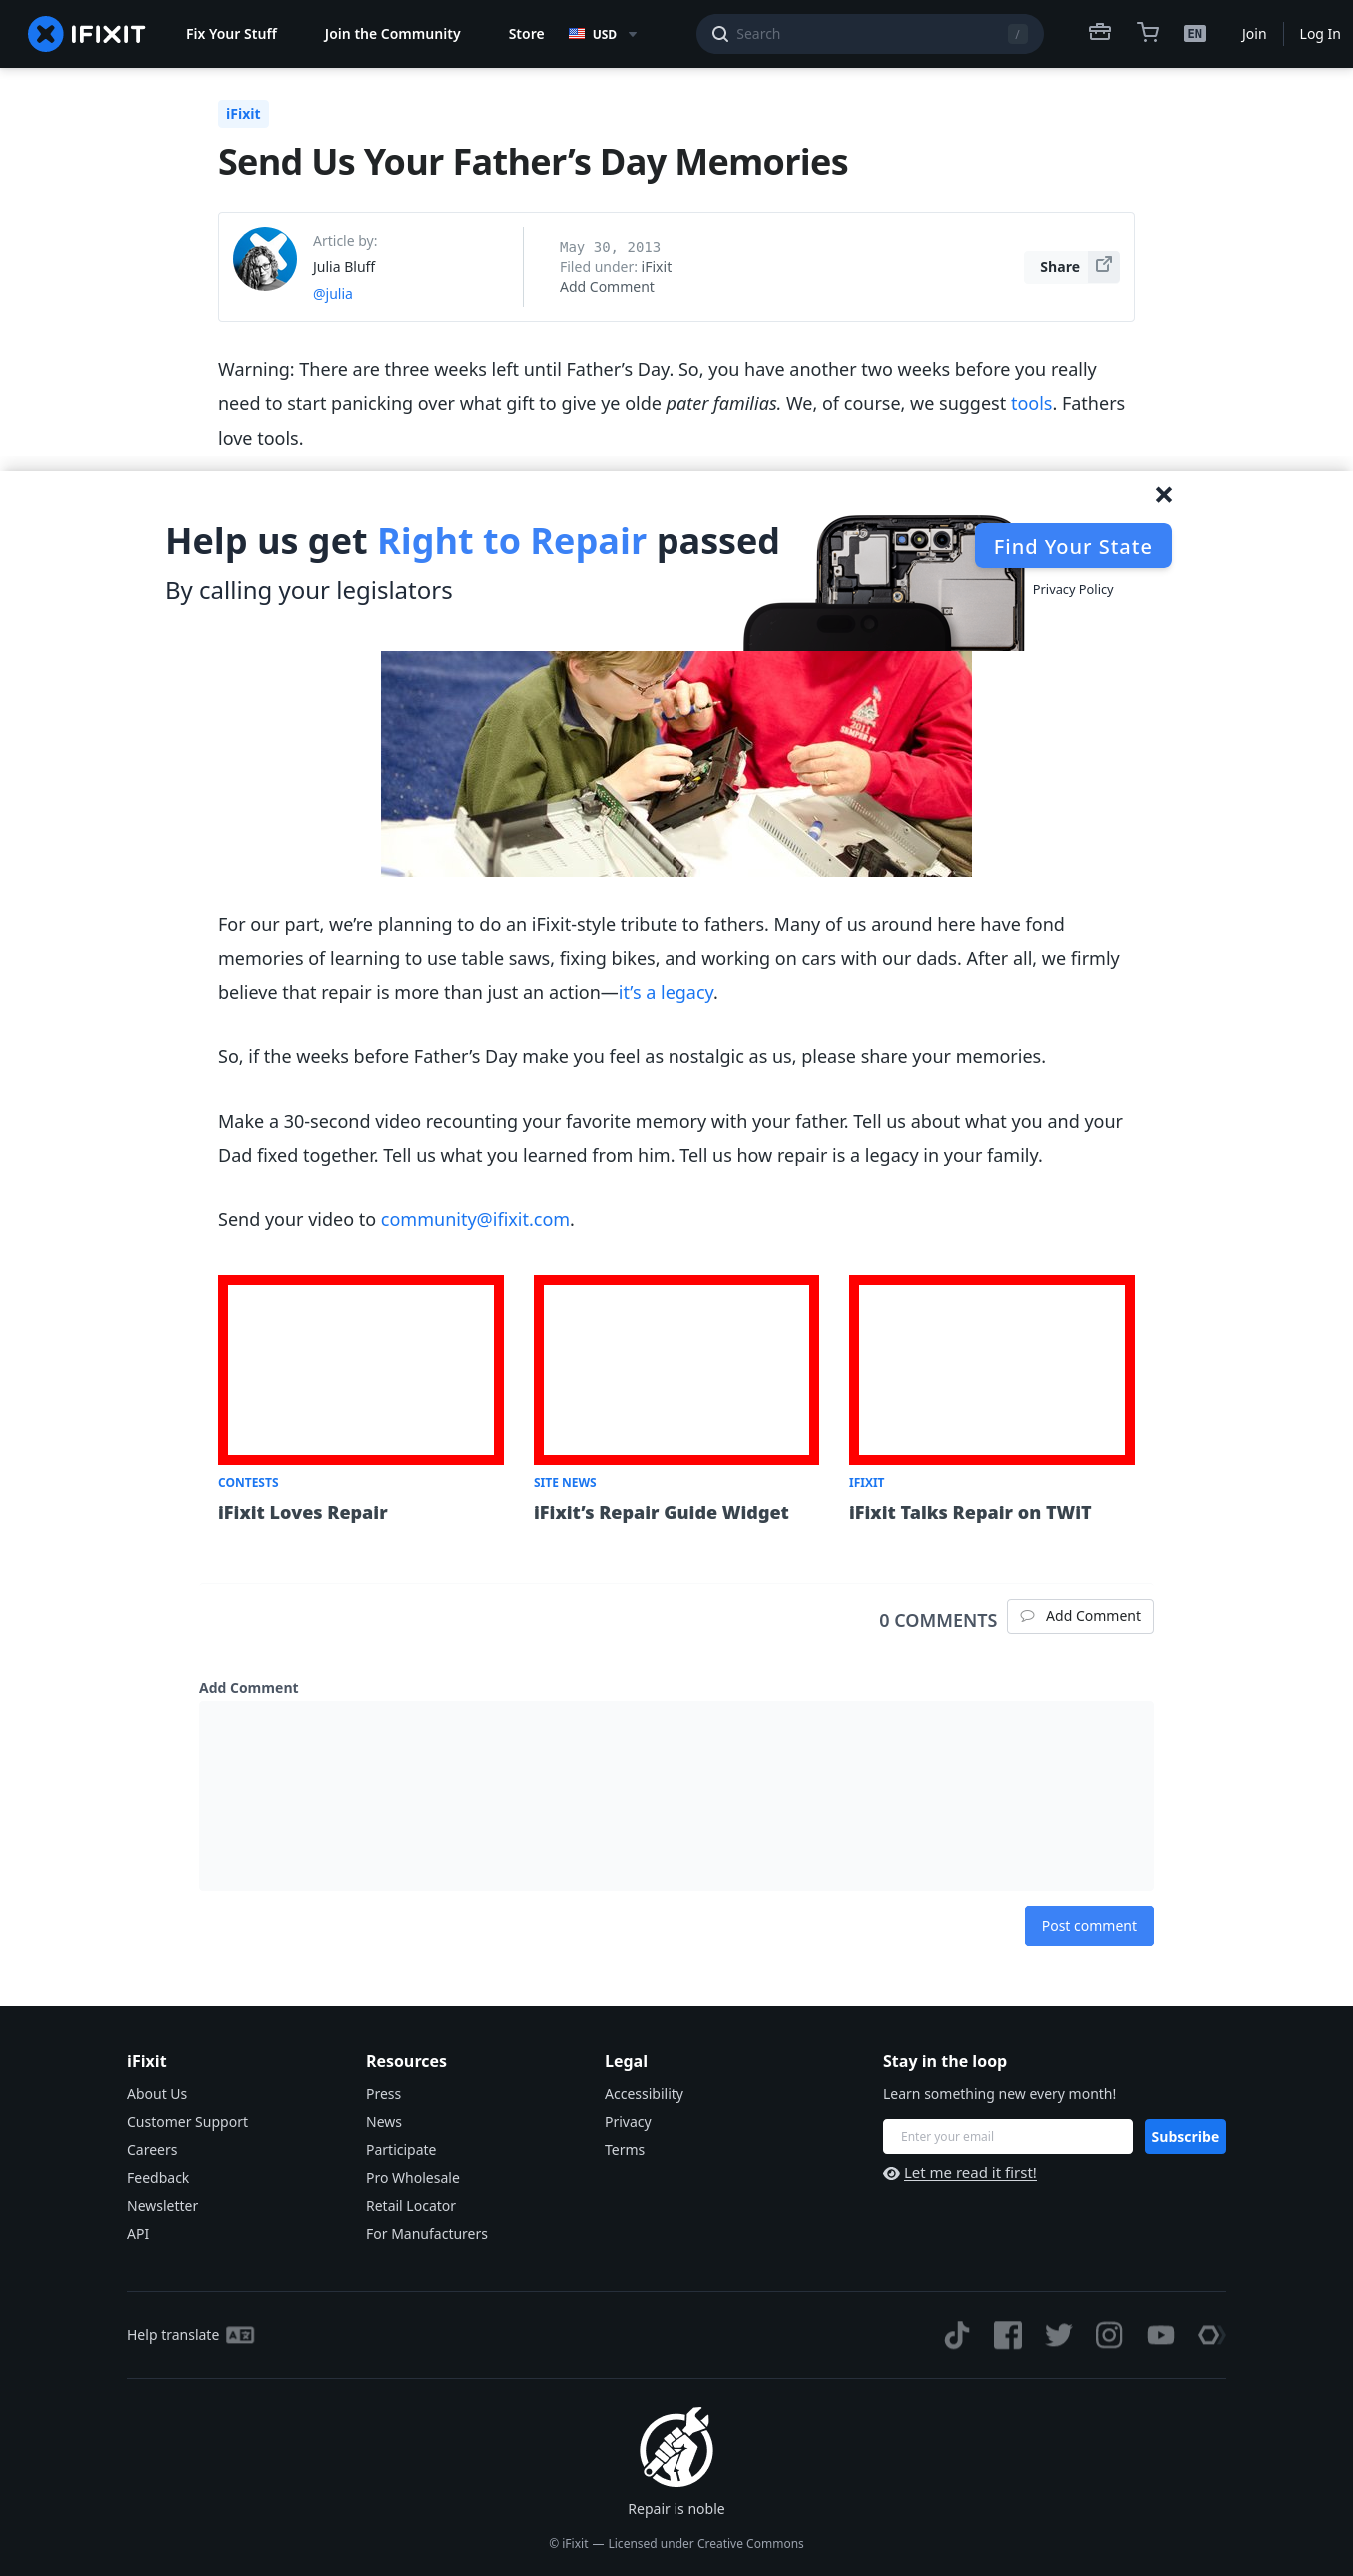 IFIXIT
Fix Your Stuff
Join the Community
Store
USD
Search
/
EN
Join
Log In
iFixit
Send Us Your Father’s Day Memories
Article by:
Julia Bluff
@julia
May 30, 2013
Filed under: iFixit
Add Comment
Share
Warning: There are three weeks left until Father’s Day. So, you have another two weeks before you really
need to start panicking over what gift to give ye olde pater familias. We, of course, we suggest tools. Fathers
love tools.
Help us get Right to Repair passed
By calling your legislators
Find Your State
Privacy Policy
2011
SEMPER PI
For our part, we’re planning to do an iFixit-style tribute to fathers. Many of us around here have fond
memories of learning to use table saws, fixing bikes, and working on cars with our dads. After all, we firmly
believe that repair is more than just an action—it’s a legacy.
So, if the weeks before Father’s Day make you feel as nostalgic as us, please share your memories.
Make a 30-second video recounting your favorite memory with your father. Tell us about what you and your
Dad fixed together. Tell us what you learned from him. Tell us how repair is a legacy in your family.
Send your video to community@ifixit.com.
CONTESTS
iFixit Loves Repair
SITE NEWS
iFixit’s Repair Guide Widget
IFIXIT
iFixit Talks Repair on TWiT
0 COMMENTS
Add Comment
Add Comment
Post comment
iFixit
About Us
Customer Support
Careers
Feedback
Newsletter
API
Resources
Press
News
Participate
Pro Wholesale
Retail Locator
For Manufacturers
Legal
Accessibility
Privacy
Terms
Stay in the loop
Learn something new every month!
Enter your email
Subscribe
Let me read it first!
Help translate
Repair is noble
© iFixit — Licensed under Creative Commons